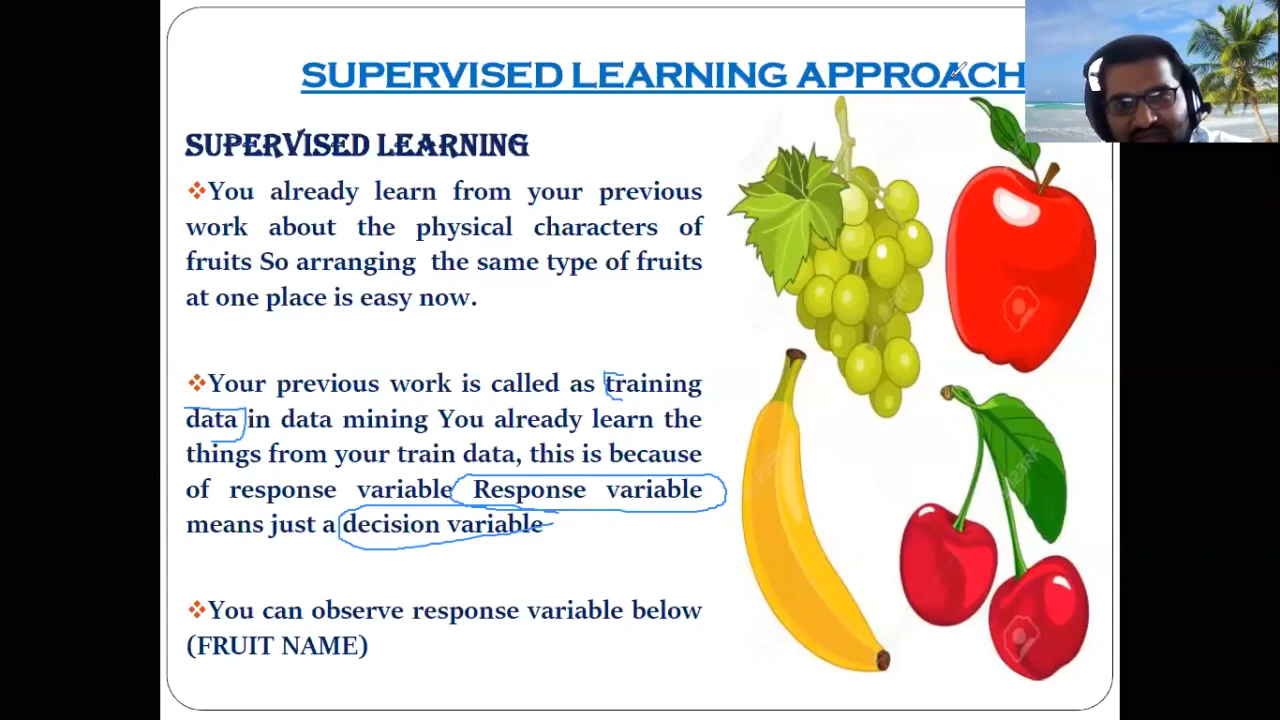 SUPERVISED LEARNING APPROACH
SUPERVISED LEARNING
❖You already learn from your previous
work about the physical characters of
fruits So arranging the same type of fruits
at one place is easy now.
❖Your previous work is called as training
data in data mining You already learn the
things from your train data, this is because
of response variable Response variable
means just a decision variable
❖You can observe response variable below
(FRUIT NAME)